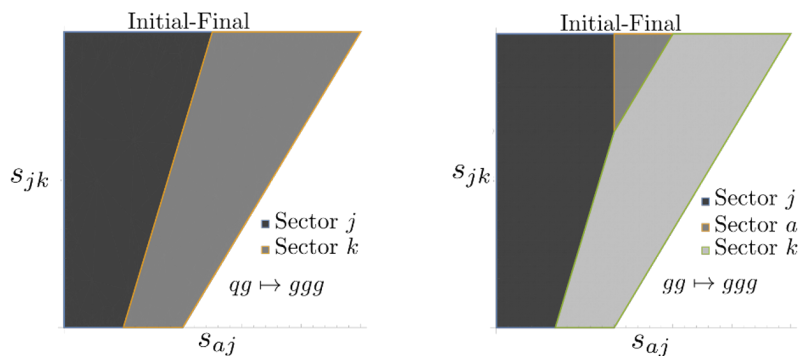 Initial-Final
s_{jk}
Sector j
Sector k
qg ↦ ggg
s_{aj}
Initial-Final
s_{jk}
Sector j
Sector a
Sector k
gg ↦ ggg
s_{aj}